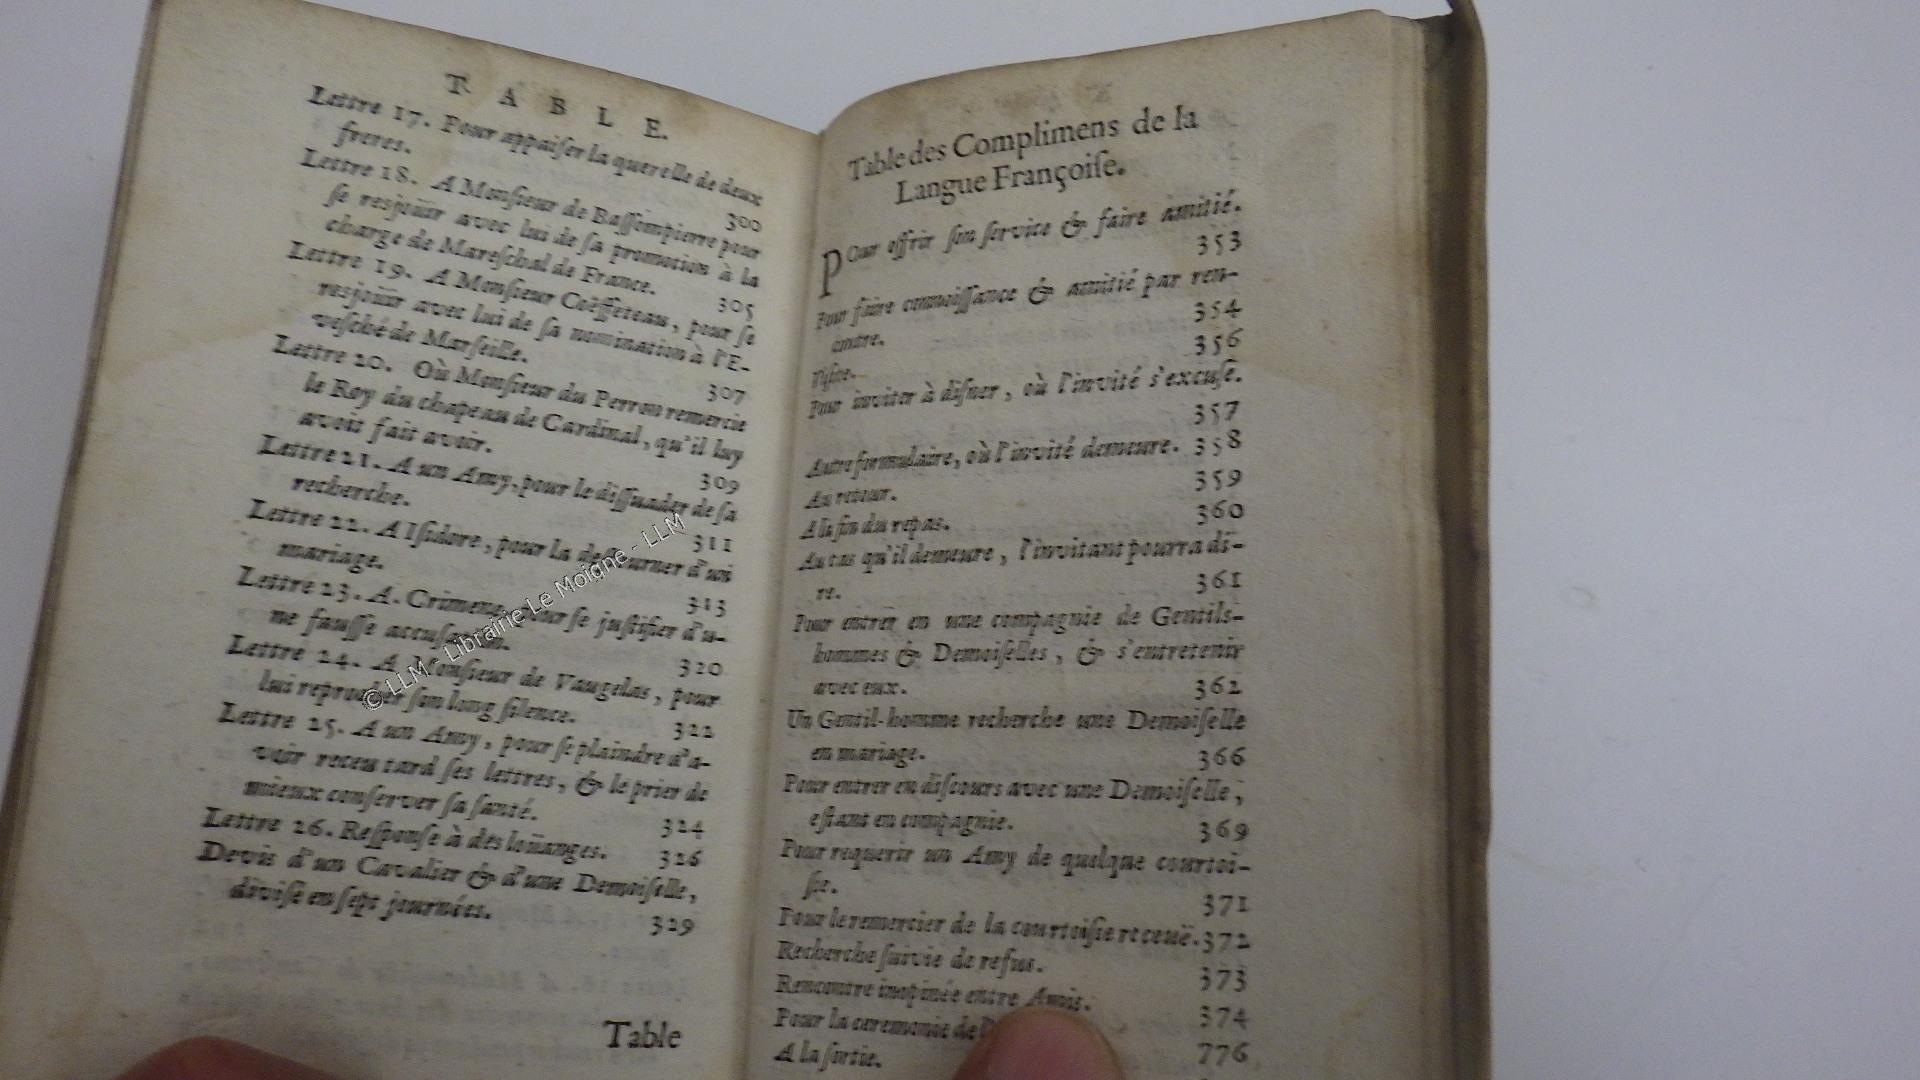 TABLE.
Lettre 17. Pour appaiſer la querelle de deux
freres. 300
Lettre 18. A Monſieur de Baſſompierre pour
ſe resjoüir avec lui de ſa promotion à la
charge de Mareſchal de France. 305
Lettre 19. A Monſieur Coëffeteau, pour ſe
resjoüir avec lui de ſa nomination à l'E-
veſché de Marſeille. 307
Lettre 20. Où Monſieur du Perron remercie
le Roy du chapeau de Cardinal, qu'il luy
avoit fait avoir. 309
Lettre 21. A un Amy, pour le diſſuader de ſa
recherche. 311
Lettre 22. A Iſidore, pour la deſtourner d'un
mariage. 313
Lettre 23. A. Crimene, pour ſe juſtifier d'u-
ne fauſſe accuſation. 320
Lettre 24. A Monſieur de Vaugelas, pour
lui reprocher ſon long ſilence. 322
Lettre 25. A un Amy, pour ſe plaindre d'a-
voir receu tard ſes lettres, & le prier de
mieux conſerver ſa ſanté. 324
Lettre 26. Reſponſe à des loüanges. 326
Devis d'un Cavalier & d'une Demoiſelle,
diviſé en ſept journées. 329
Table
Table des Complimens de la
Langue Françoiſe.
POur offrir ſon ſervice & faire amitié.
353
Pour faire connoiſſance & amitié par ren-
contre. 354
Viſite. 356
Pour inviter à diſner, où l'invité s'excuſe.
357
Autre formulaire, où l'invité demeure. 358
Au retour. 359
A la fin du repas. 360
Au cas qu'il demeure, l'invitant pourra di-
re. 361
Pour entrer en une compagnie de Gentils-
hommes & Demoiſelles, & s'entretenir
avec eux. 362
Un Gentil-homme recherche une Demoiſelle
en mariage. 366
Pour entrer en diſcours avec une Demoiſelle,
eſtant en compagnie. 369
Pour requerir un Amy de quelque courtoi-
ſie. 371
Pour le remercier de la courtoiſie receuë. 372
Recherche ſuivie de refus. 373
Rencontre inopinée entre Amis. 374
Pour la ceremonie de 776
A la ſortie.
© LLM - Librairie Le Moigne - LLM